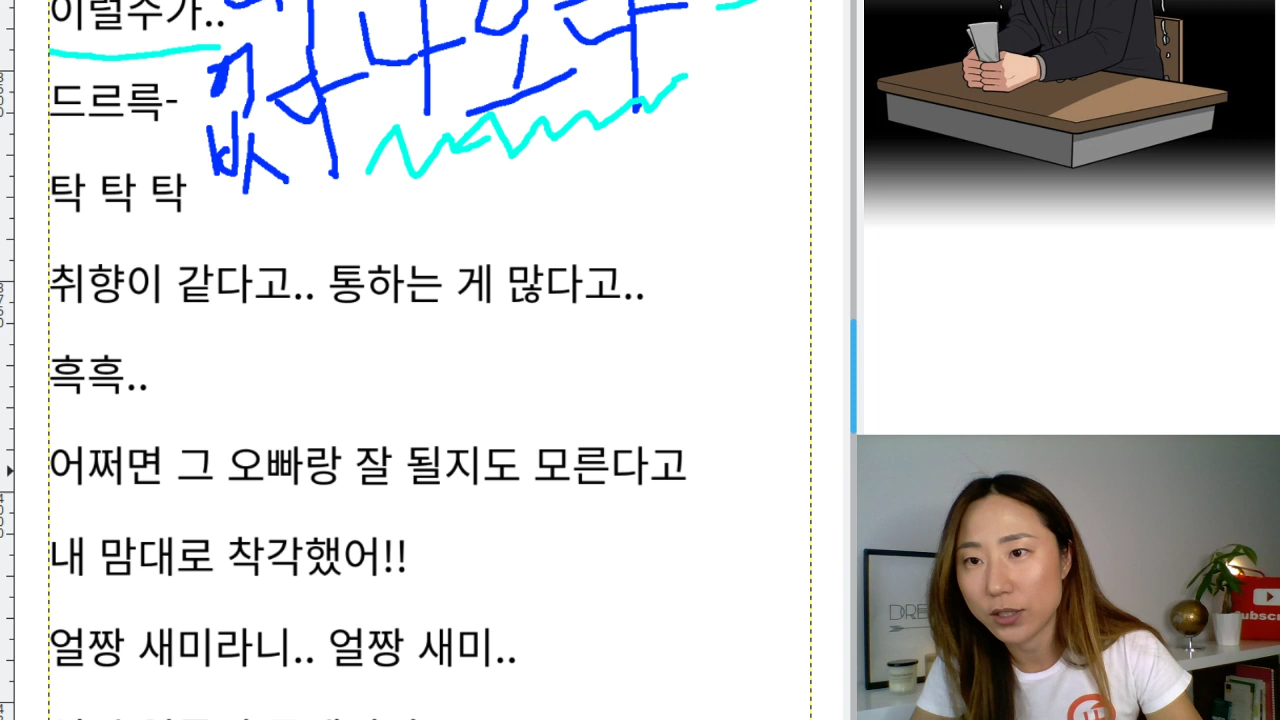 이럴수가..
드르륵-
탁 탁 탁
취향이 같다고.. 통하는 게 많다고..
흑흑..
어쩌면 그 오빠랑 잘 될지도 모른다고
내 맘대로 착각했어!!
얼짱 새미라니.. 얼짱 새미..